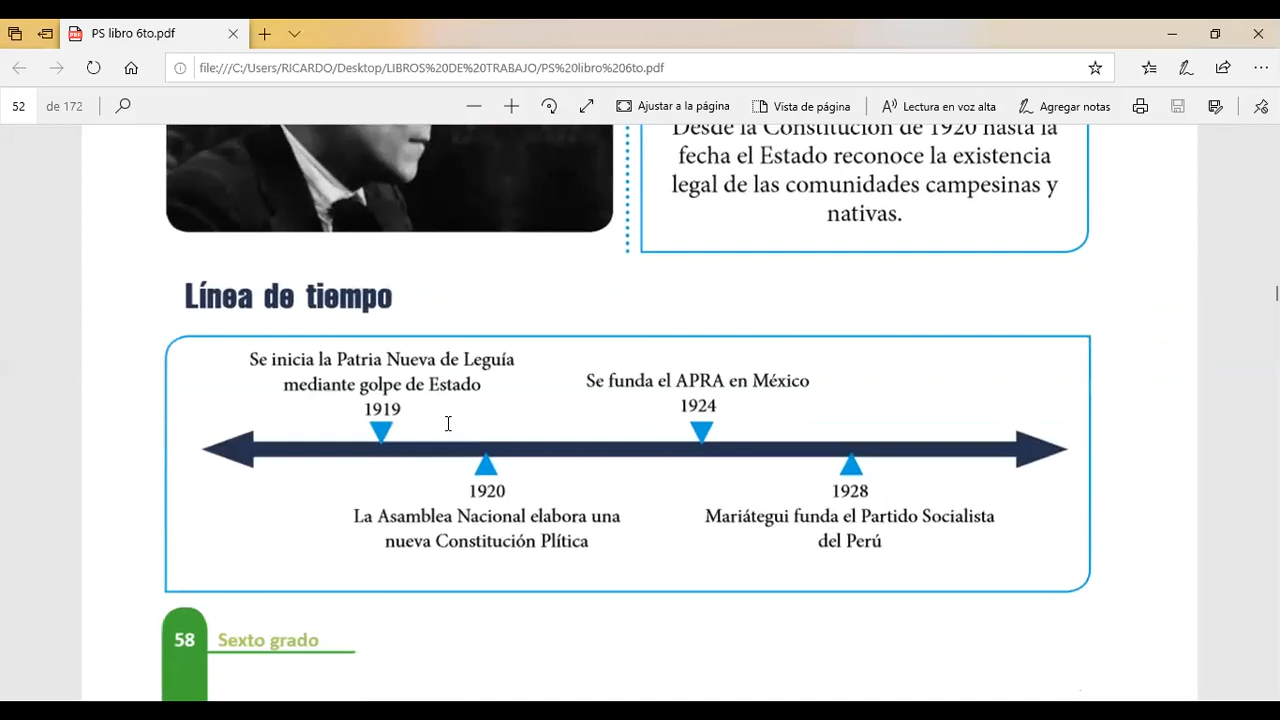 PS libro 6to.pdf
file:///C:/Users/RICARDO/Desktop/LIBROS%20DE%20TRABAJO/PS%20libro%206to.pdf
52 de 172
Ajustar a la página
Vista de página
Lectura en voz alta
Agregar notas
Desde la Constitución de 1920 hasta la
fecha el Estado reconoce la existencia
legal de las comunidades campesinas y
nativas.
Línea de tiempo
Se inicia la Patria Nueva de Leguía
mediante golpe de Estado
1919
Se funda el APRA en México
1924
1920
La Asamblea Nacional elabora una
nueva Constitución Plítica
1928
Mariátegui funda el Partido Socialista
del Perú
58 Sexto grado